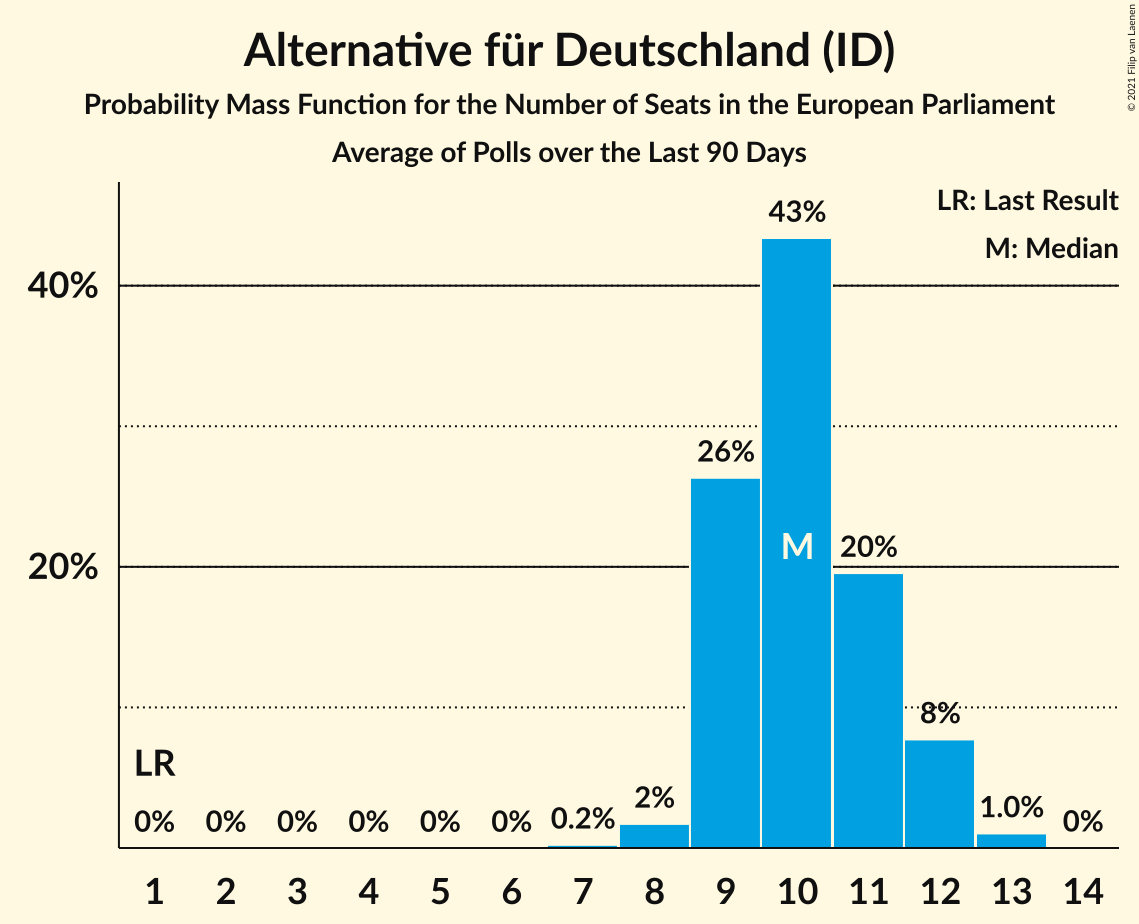 Alternative für Deutschland (ID)
Probability Mass Function for the Number of Seats in the European Parliament
Average of Polls over the Last 90 Days
© 2021 Filip van Laenen
LR: Last Result
M: Median
43%
40%
26%
M
20%
20%
8%
LR
0%
0%
0%
0%
0%
0%
0.2%
2%
1.0%
0%
1 2 3 4 5 6 7 8 9 10 11 12 13 14